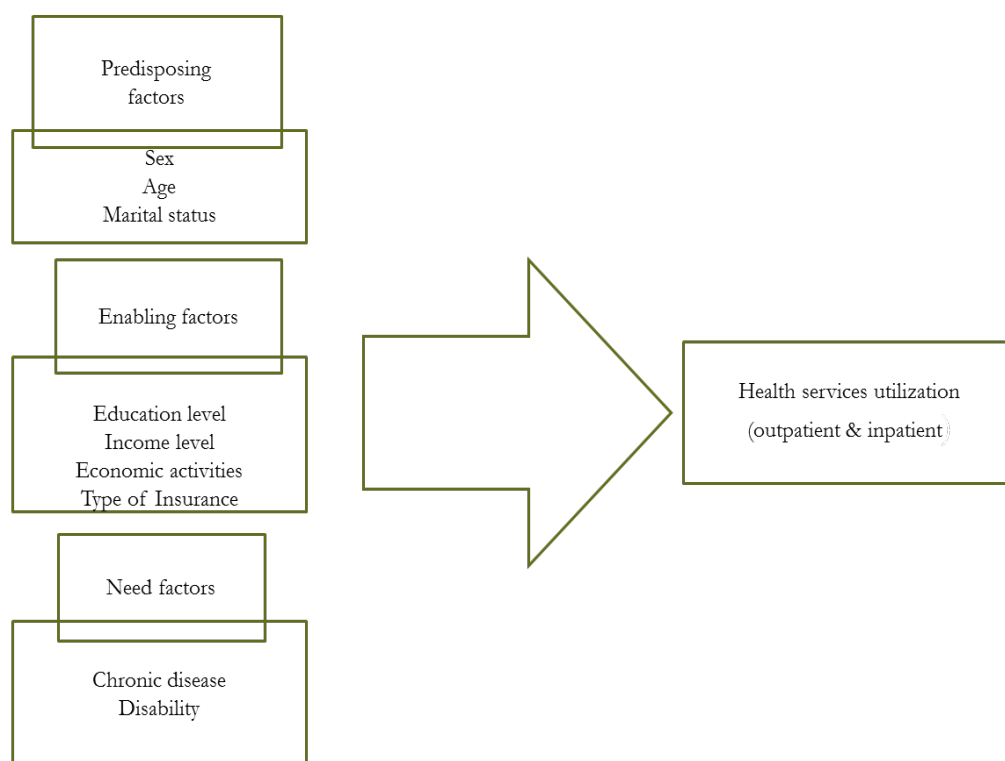 Predisposing
factors
Sex
Age
Marital status
Enabling factors
Education level
Income level
Economic activities
Type of Insurance
Need factors
Chronic disease
Disability
Health services utilization
(outpatient & inpatient)